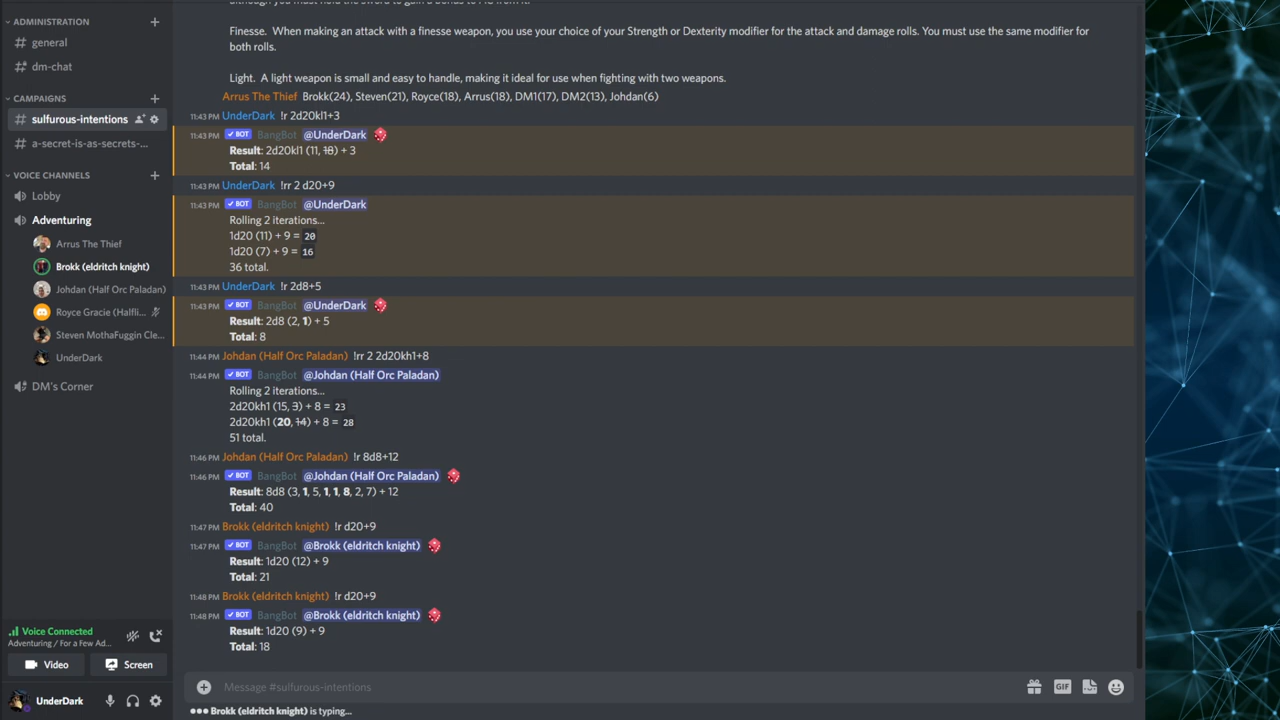 although you must hold the sword to gain a bonus to AC from it.
ADMINISTRATION
# general
# dm-chat
CAMPAIGNS
# sulfurous-intentions
# a-secret-is-as-secrets-...
VOICE CHANNELS
Lobby
Adventuring
Arrus The Thief
Brokk (eldritch knight)
Johdan (Half Orc Paladan)
Royce Gracie (Halfli...
Steven MothaFuggin Cle...
UnderDark
DM's Corner
Voice Connected
Adventuring / For a Few Ad...
Video
Screen
UnderDark
Finesse. When making an attack with a finesse weapon, you use your choice of your Strength or Dexterity modifier for the attack and damage rolls. You must use the same modifier for
both rolls.
Light. A light weapon is small and easy to handle, making it ideal for use when fighting with two weapons.
Arrus The Thief Brokk(24), Steven(21), Royce(18), Arrus(18), DM1(17), DM2(13), Johdan(6)
11:43 PM UnderDark !r 2d20kl1+3
11:43 PM ✓ BOT BangBot @UnderDark
Result: 2d20kl1 (11, 18) + 3
Total: 14
11:43 PM UnderDark !rr 2 d20+9
11:43 PM ✓ BOT BangBot @UnderDark
Rolling 2 iterations...
1d20 (11) + 9 = 20
1d20 (7) + 9 = 16
36 total.
11:43 PM UnderDark !r 2d8+5
11:43 PM ✓ BOT BangBot @UnderDark
Result: 2d8 (2, 1) + 5
Total: 8
11:44 PM Johdan (Half Orc Paladan) !rr 2 2d20kh1+8
11:44 PM ✓ BOT BangBot @Johdan (Half Orc Paladan)
Rolling 2 iterations...
2d20kh1 (15, 3) + 8 = 23
2d20kh1 (20, 14) + 8 = 28
51 total.
11:46 PM Johdan (Half Orc Paladan) !r 8d8+12
11:46 PM ✓ BOT BangBot @Johdan (Half Orc Paladan)
Result: 8d8 (3, 1, 5, 1, 1, 8, 2, 7) + 12
Total: 40
11:47 PM Brokk (eldritch knight) !r d20+9
11:47 PM ✓ BOT BangBot @Brokk (eldritch knight)
Result: 1d20 (12) + 9
Total: 21
11:48 PM Brokk (eldritch knight) !r d20+9
11:48 PM ✓ BOT BangBot @Brokk (eldritch knight)
Result: 1d20 (9) + 9
Total: 18
Message #sulfurous-intentions
GIF
Brokk (eldritch knight) is typing...